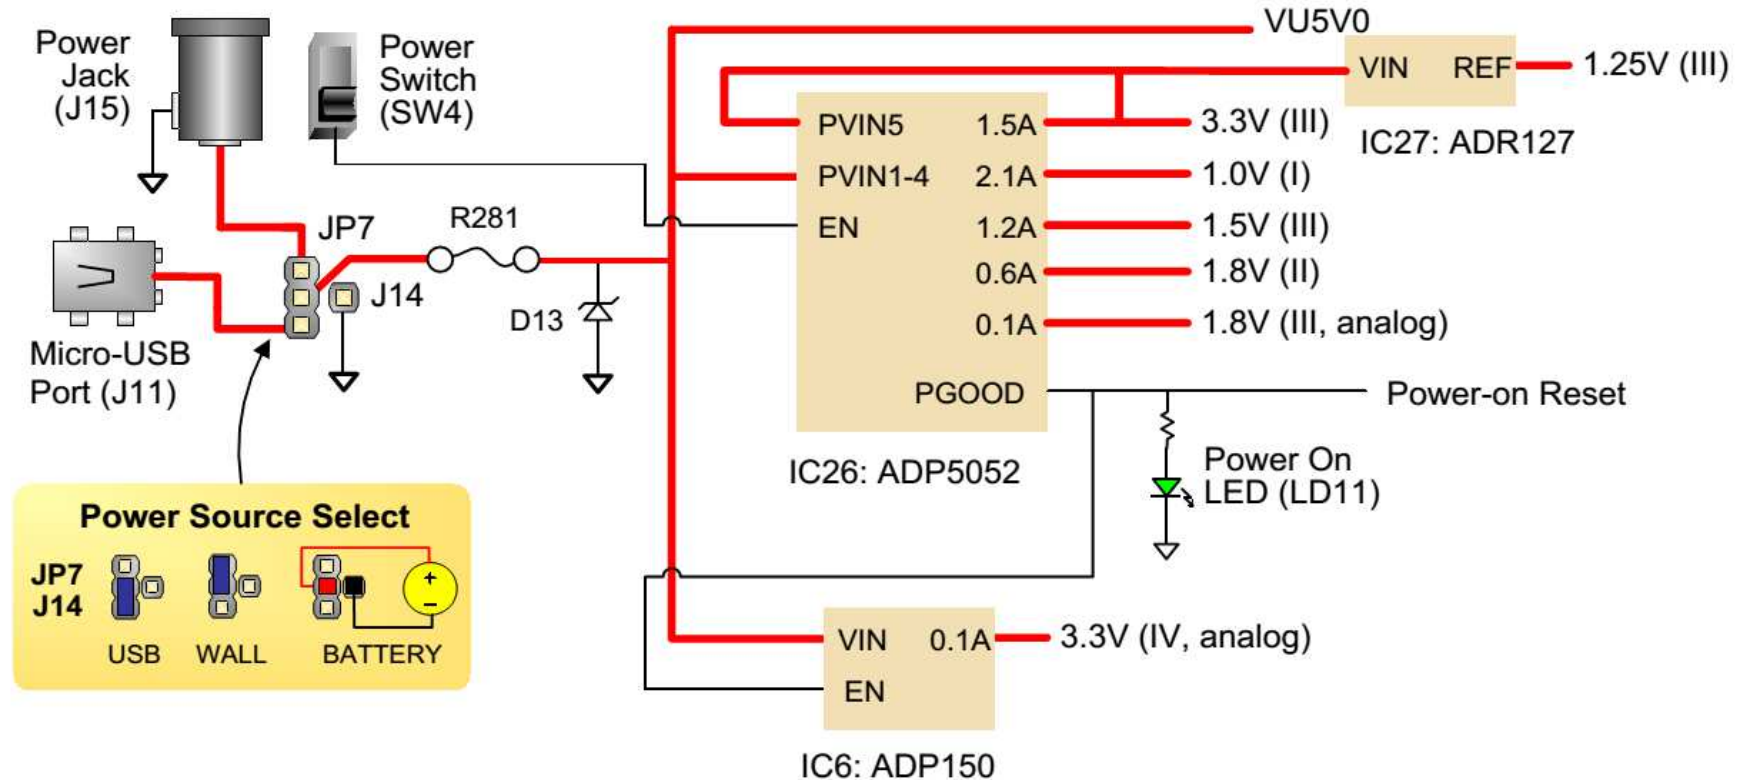 Power
Jack
(J15)
Power
Switch
(SW4)
VU5V0
VIN REF
1.25V (III)
IC27: ADR127
PVIN5 1.5A
3.3V (III)
PVIN1-4 2.1A
1.0V (I)
EN 1.2A
1.5V (III)
0.6A
1.8V (II)
0.1A
1.8V (III, analog)
PGOOD
Power-on Reset
IC26: ADP5052
JP7
R281
J14
D13
Micro-USB
Port (J11)
Power On
LED (LD11)
Power Source Select
JP7
J14
+
−
USB WALL BATTERY
VIN 0.1A
3.3V (IV, analog)
EN
IC6: ADP150